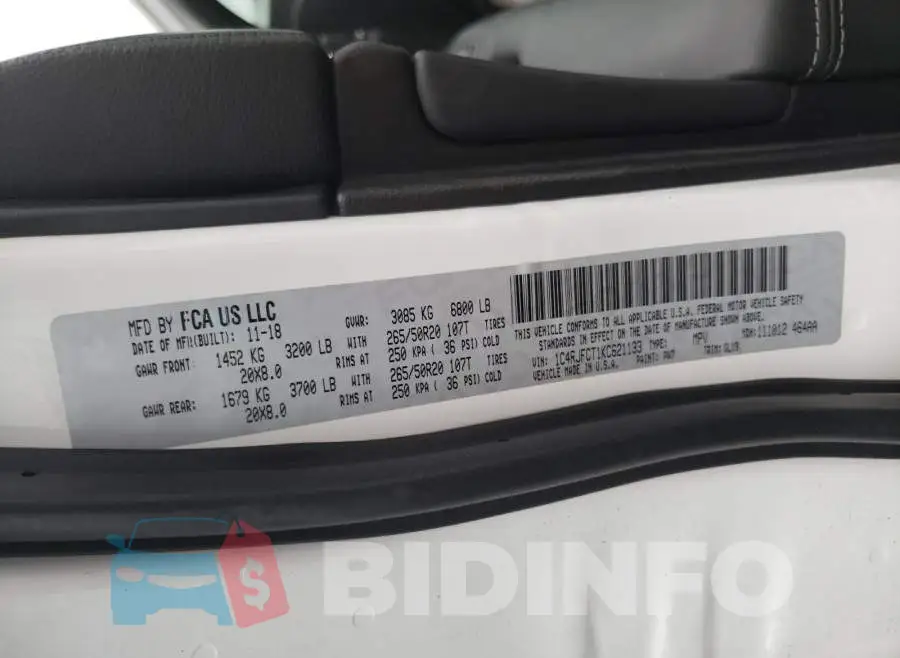 MFD BY FCA US LLC
DATE OF MFR(BUILT): 11-18 GVWR: 3085 KG 6800 LB
GAWR FRONT: 1452 KG 3200 LB WITH 265/50R20 107T TIRES
20X8.0 RIMS AT 250 KPA ( 36 PSI) COLD
GAWR REAR: 1679 KG 3700 LB WITH 265/50R20 107T TIRES
20X8.0 RIMS AT 250 KPA ( 36 PSI) COLD
THIS VEHICLE CONFORMS TO ALL APPLICABLE U.S.A. FEDERAL MOTOR VEHICLE SAFETY
STANDARDS IN EFFECT ON THE DATE OF MANUFACTURE SHOWN ABOVE.
VIN: TYPE: MPV MDH: 464AA
VEHICLE MADE IN U.S.A. PAINT: PW7 TRIM:
BIDINFO
$